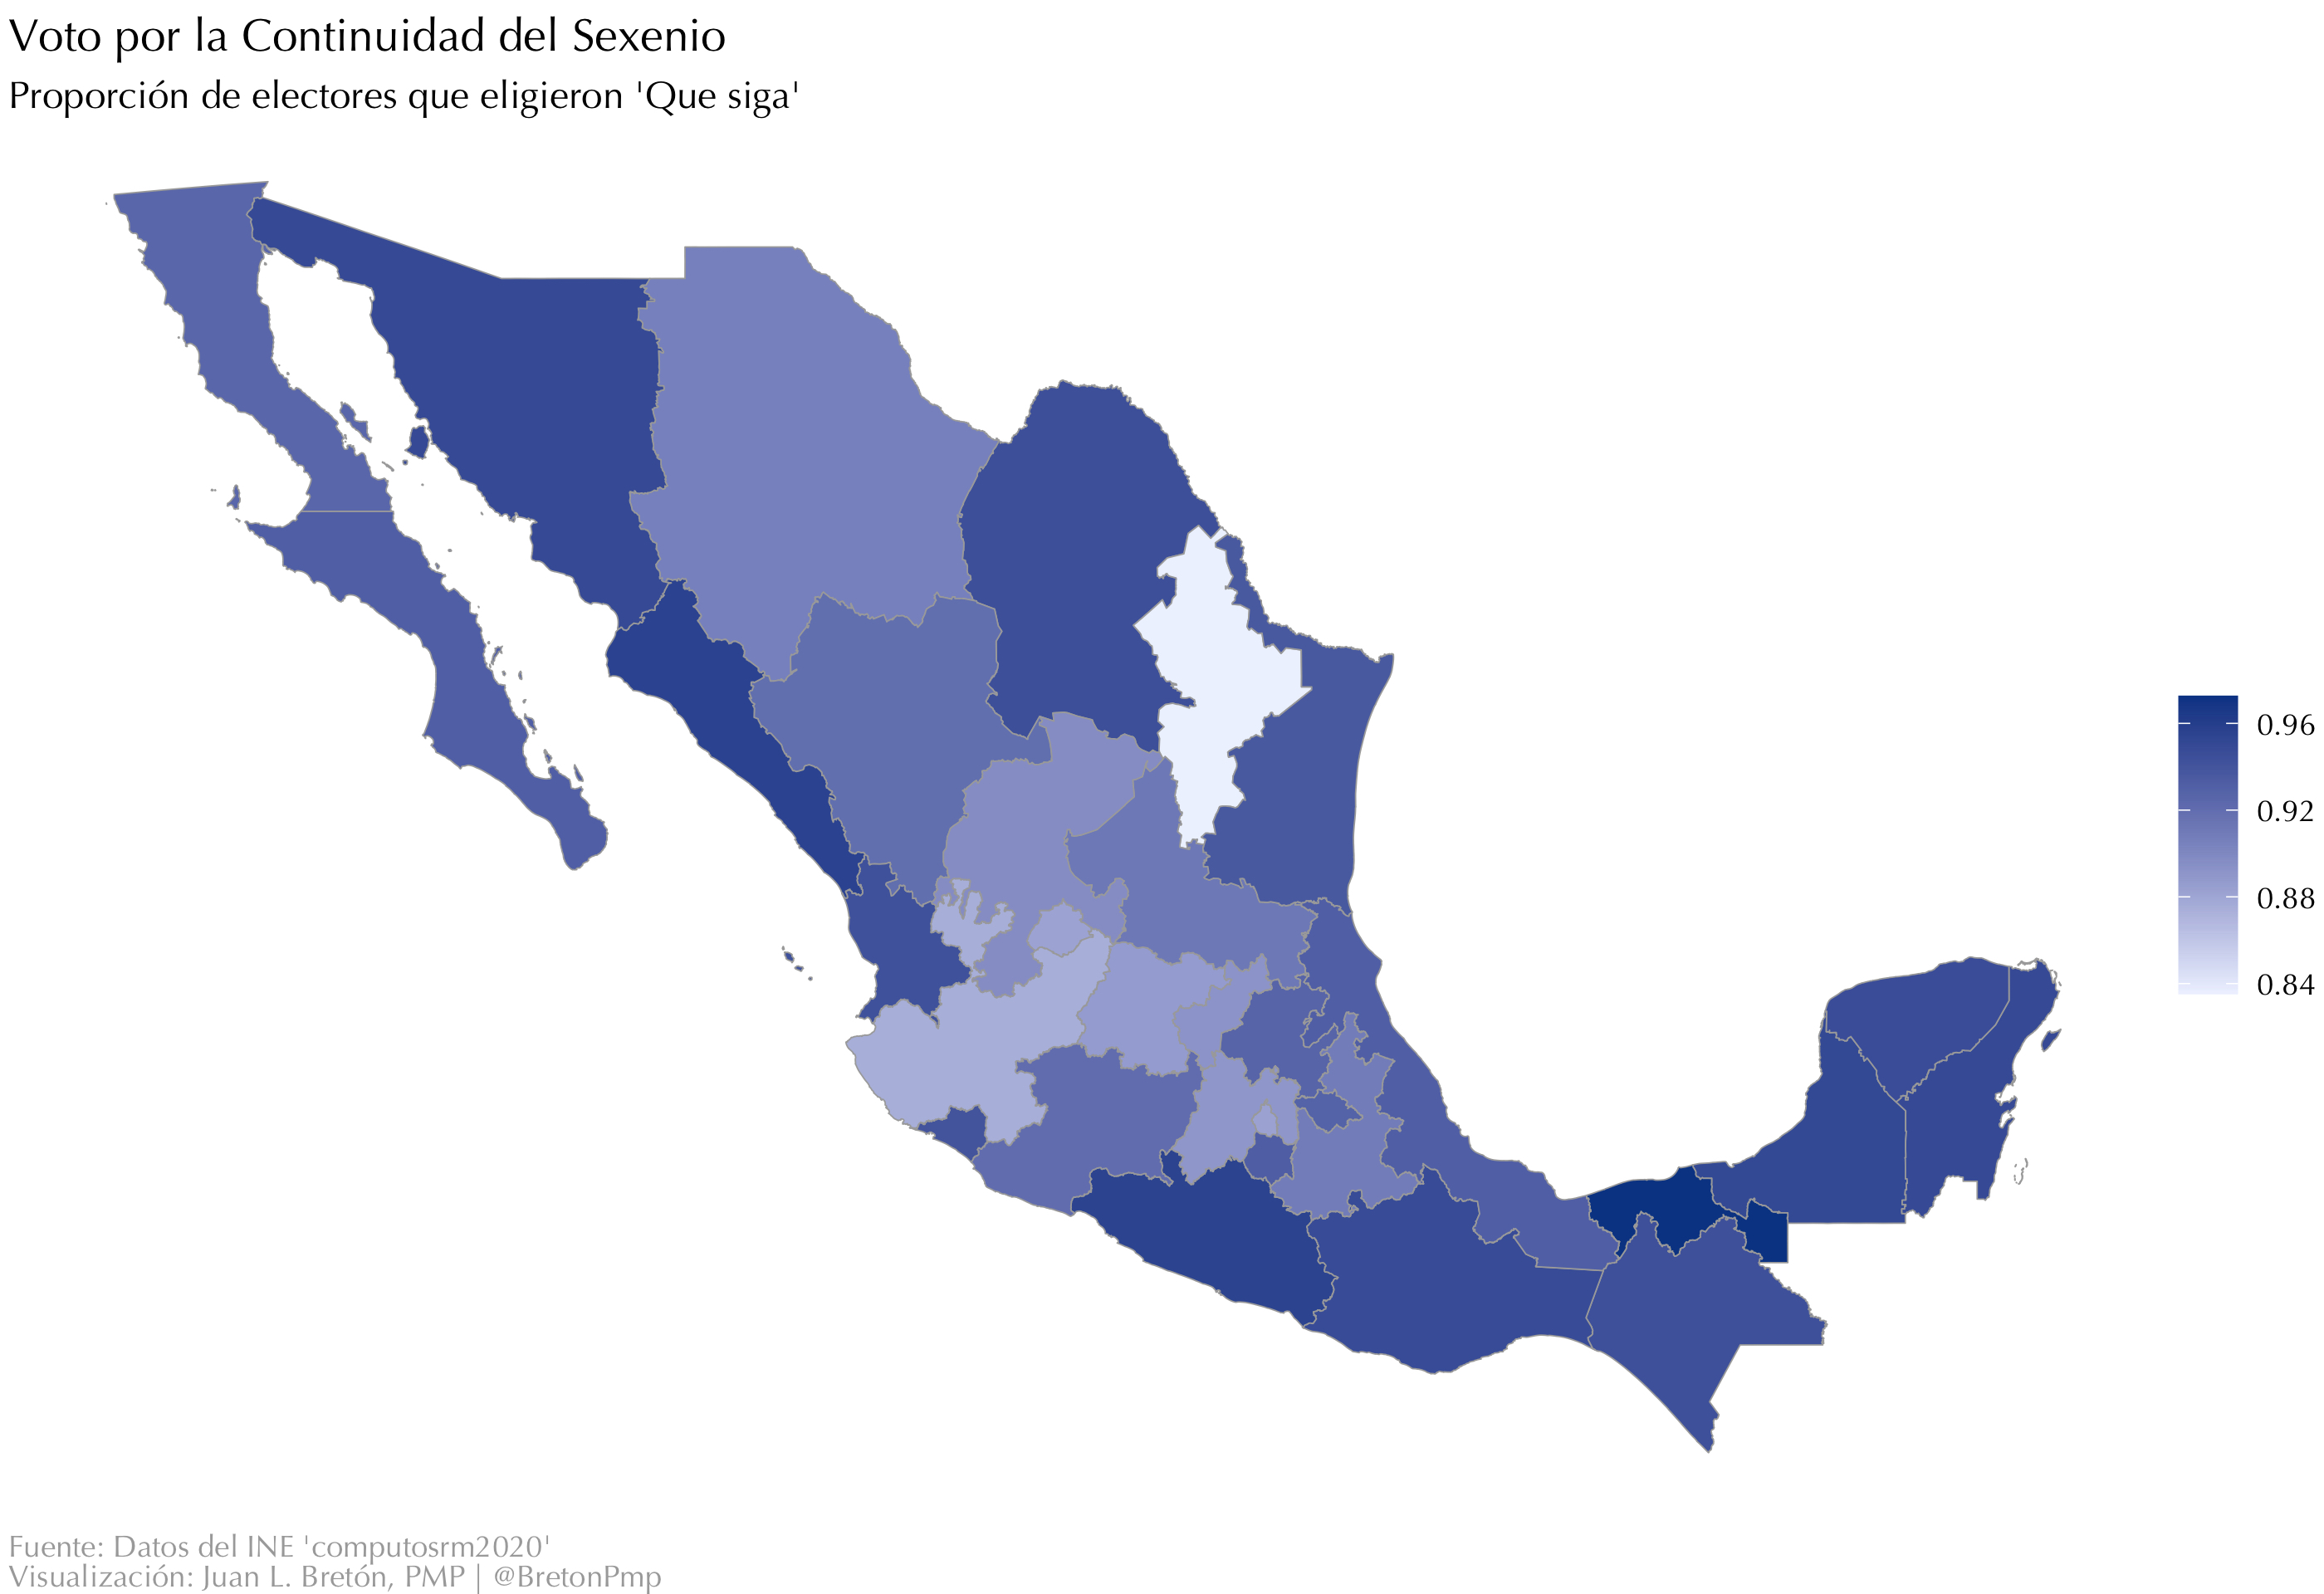 Voto por la Continuidad del Sexenio
Proporción de electores que eligieron 'Que siga'
0.96
0.92
0.88
0.84
Fuente: Datos del INE 'computosrm2020'
Visualización: Juan L. Bretón, PMP | @BretonPmp